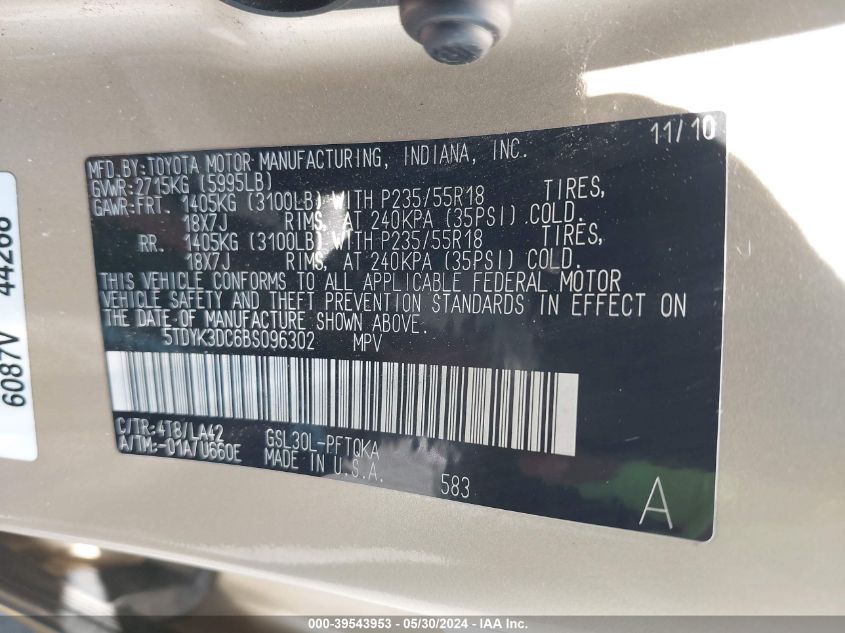 11/10
MFD.BY:TOYOTA MOTOR MANUFACTURING, INDIANA, INC.
GVWR:2715KG (5995LB)
GAWR:FRT. 1405KG (3100LB) WITH P235/55R18 TIRES,
18X7J RIMS, AT 240KPA (35PSI) COLD.
RR. 1405KG (3100LB) WITH P235/55R18 TIRES,
18X7J RIMS, AT 240KPA (35PSI) COLD.
THIS VEHICLE CONFORMS TO ALL APPLICABLE FEDERAL MOTOR
VEHICLE SAFETY AND THEFT PREVENTION STANDARDS IN EFFECT ON
THE DATE OF MANUFACTURE SHOWN ABOVE.
5TDYK3DC6BS096302 MPV
C/TR:4T8/LA42 GSL30L-PFTQKA
A/TM:-01A/U660E MADE IN U.S.A.
583
A
6087V 44268
000-39543953 - 05/30/2024 - IAA Inc.